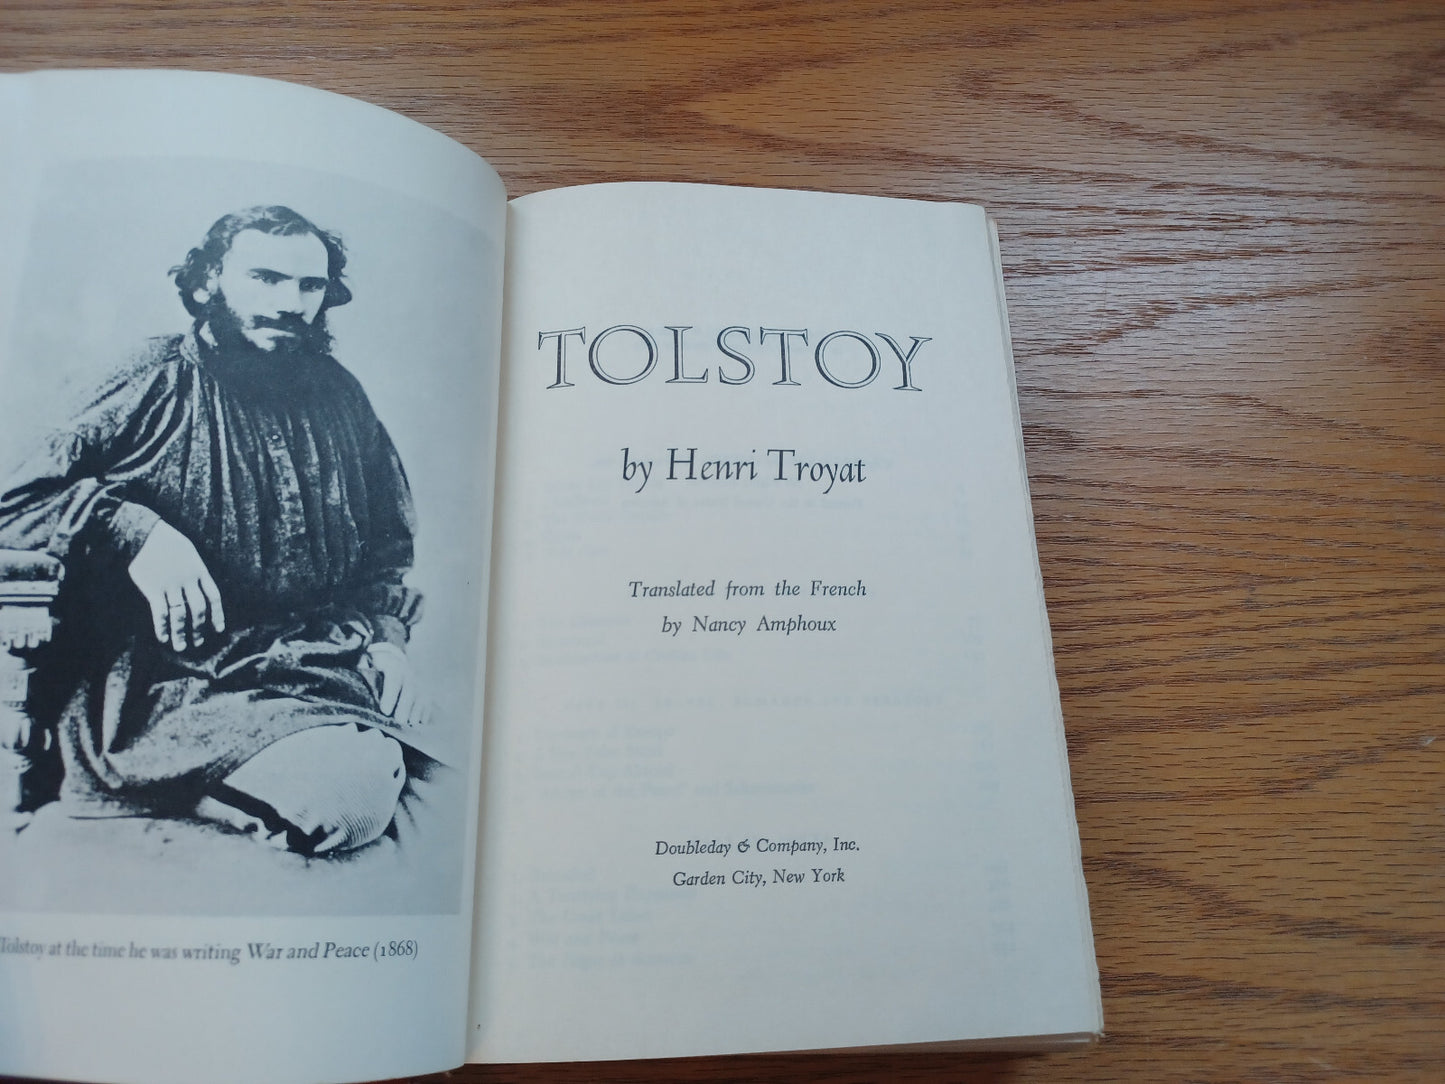 Tolstoy at the time he was writing War and Peace (1868)
TOLSTOY
by Henri Troyat
Translated from the French
by Nancy Amphoux
Doubleday & Company, Inc.
Garden City, New York